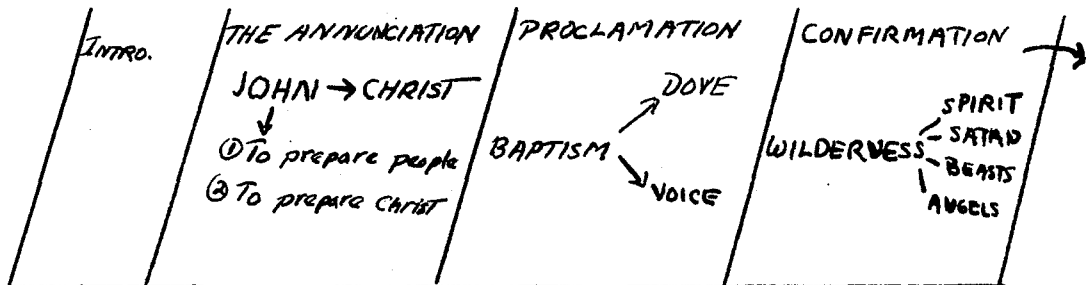 INTRO.
THE ANNUNCIATION
JOHN → CHRIST
① To prepare people
② To prepare Christ
PROCLAMATION
BAPTISM
DOVE
VOICE
CONFIRMATION
WILDERNESS
SPIRIT
SATAN
BEASTS
ANGELS